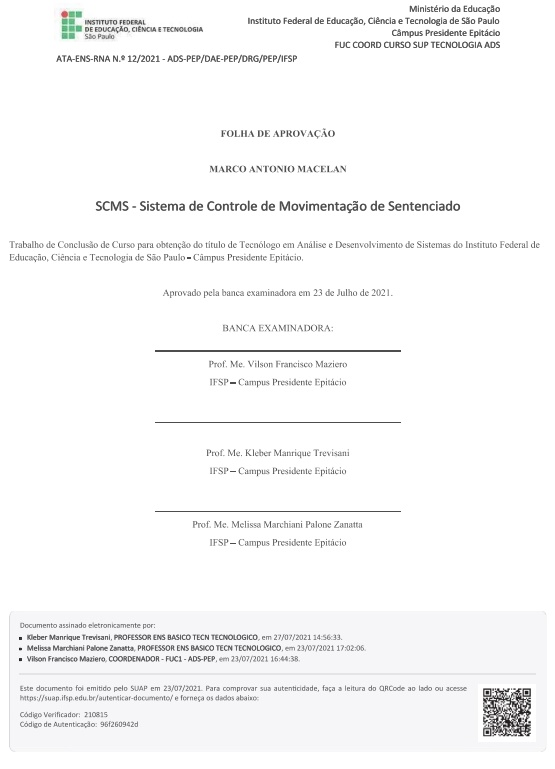 INSTITUTO FEDERAL
DE EDUCAÇÃO, CIÊNCIA E TECNOLOGIA
São Paulo
Ministério da Educação
Instituto Federal de Educação, Ciência e Tecnologia de São Paulo
Câmpus Presidente Epitácio
FUC COORD CURSO SUP TECNOLOGIA ADS
ATA-ENS-RNA N.º 12/2021 - ADS-PEP/DAE-PEP/DRG/PEP/IFSP
FOLHA DE APROVAÇÃO
MARCO ANTONIO MACELAN
SCMS - Sistema de Controle de Movimentação de Sentenciado
Trabalho de Conclusão de Curso para obtenção do título de Tecnólogo em Análise e Desenvolvimento de Sistemas do Instituto Federal de
Educação, Ciência e Tecnologia de São Paulo – Câmpus Presidente Epitácio.
Aprovado pela banca examinadora em 23 de Julho de 2021.
BANCA EXAMINADORA:
Prof. Me. Vilson Francisco Maziero
IFSP – Campus Presidente Epitácio
Prof. Me. Kleber Manrique Trevisani
IFSP – Campus Presidente Epitácio
Prof. Me. Melissa Marchiani Palone Zanatta
IFSP – Campus Presidente Epitácio
Documento assinado eletronicamente por:
■ Kleber Manrique Trevisani, PROFESSOR ENS BASICO TECN TECNOLOGICO, em 27/07/2021 14:56:33.
■ Melissa Marchiani Palone Zanatta, PROFESSOR ENS BASICO TECN TECNOLOGICO, em 23/07/2021 17:02:06.
■ Vilson Francisco Maziero, COORDENADOR - FUC1 - ADS-PEP, em 23/07/2021 16:44:38.
Este documento foi emitido pelo SUAP em 23/07/2021. Para comprovar sua autenticidade, faça a leitura do QRCode ao lado ou acesse
https://suap.ifsp.edu.br/autenticar-documento/ e forneça os dados abaixo:
Código Verificador: 210815
Código de Autenticação: 96f260942d